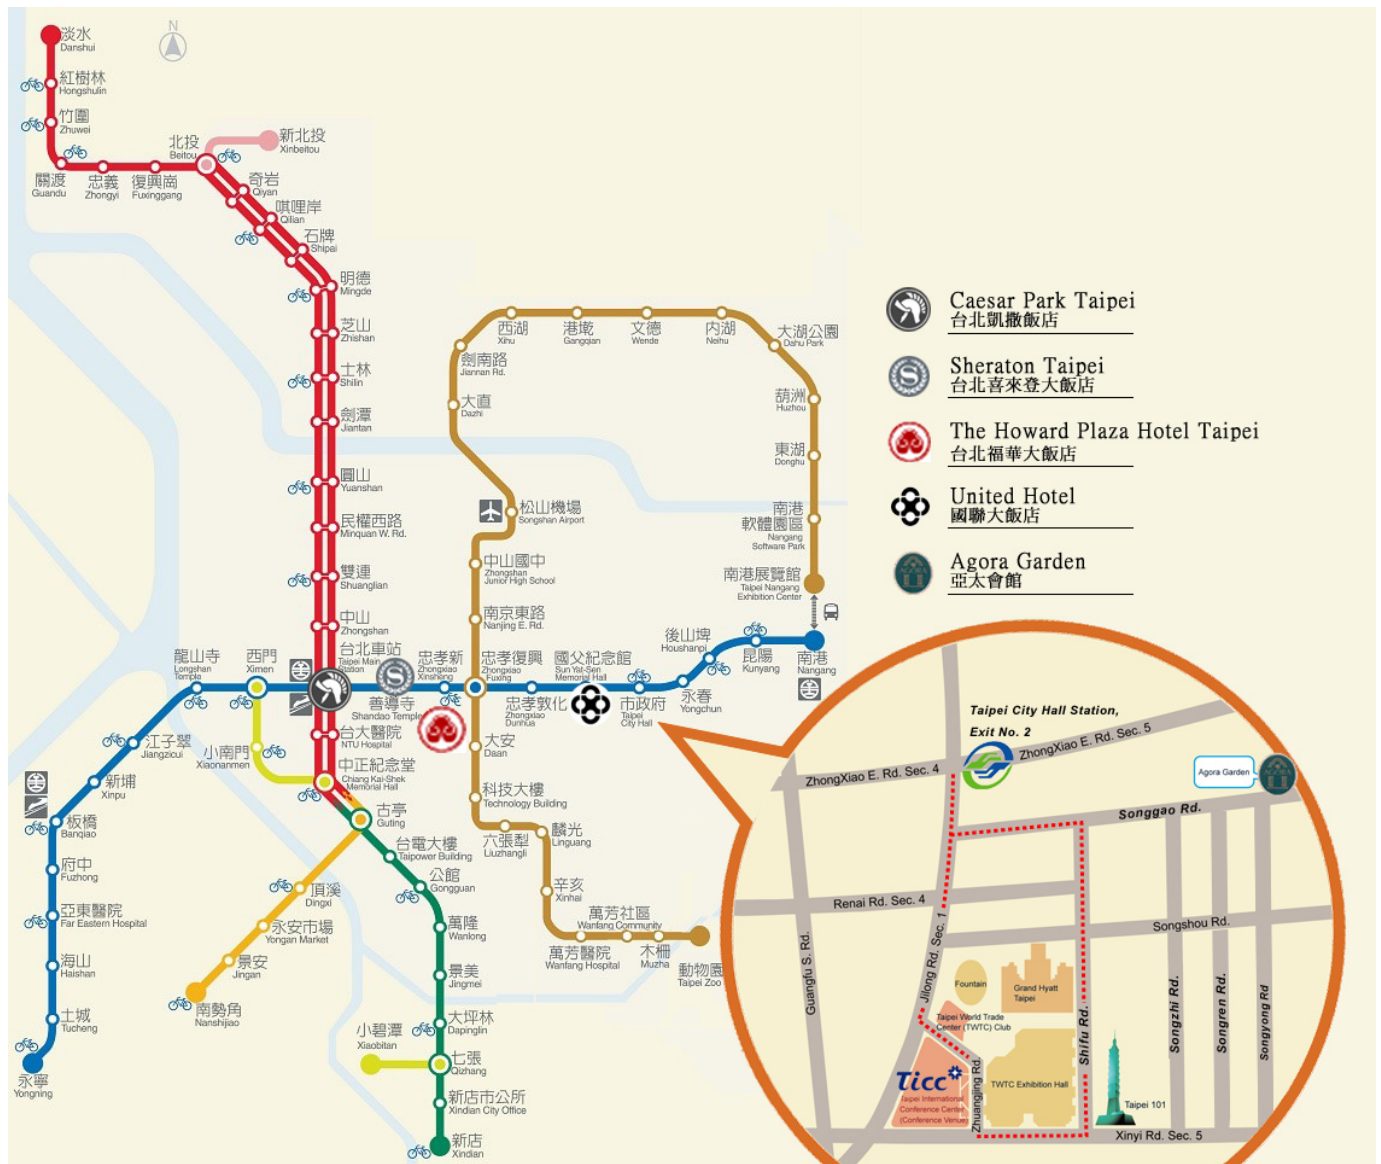 N
淡水
Danshui
紅樹林
Hongshulin
竹圍
Zhuwei
關渡
Guandu
忠義
Zhongyi
復興崗
Fuxinggang
北投
Beitou
新北投
Xinbeitou
奇岩
Qiyan
唭哩岸
Qilian
石牌
Shipai
明德
Mingde
芝山
Zhishan
士林
Shilin
劍潭
Jiantan
圓山
Yuanshan
民權西路
Minquan W. Rd.
雙連
Shuanglian
中山
Zhongshan
台北車站
Taipei Main
Station
台大醫院
NTU Hospital
中正紀念堂
Chiang Kai-Shek
Memorial Hall
古亭
Guting
台電大樓
Taipower Building
公館
Gongguan
萬隆
Wanlong
景美
Jingmei
大坪林
Dapinglin
七張
Qizhang
新店市公所
Xindian City Office
新店
Xindian
小碧潭
Xiaobitan
頂溪
Dingxi
永安市場
Yongan Market
景安
Jingan
南勢角
Nanshijao
西門
Ximen
小南門
Xiaonanmen
龍山寺
Longshan
Temple
江子翠
Jiangzicui
新埔
Xinpu
板橋
Banqiao
府中
Fuzhong
亞東醫院
Far Eastern Hospital
海山
Haishan
土城
Tucheng
永寧
Yongning
善導寺
Shandao Temple
忠孝新
Zhongxiao
Xinsheng
忠孝復興
Zhongxiao
Fuxing
忠孝敦化
Zhongxiao
Dunhua
國父紀念館
Sun Yat-Sen
Memorial Hall
市政府
Taipei
City Hall
永春
Yongchun
後山埤
Houshanpi
昆陽
Kunyang
南港
Nangang
南港展覽館
Taipei Nangang
Exhibition Center
南港
軟體園區
Nangang
Software Park
東湖
Donghu
葫洲
Huzhou
大湖公園
Dahu Park
內湖
Neihu
文德
Wende
港墘
Gangqian
西湖
Xihu
劍南路
Jiannan Rd.
大直
Dazhi
松山機場
Songshan Airport
中山國中
Zhongshan
Junior High School
南京東路
Nanjing E. Rd.
大安
Daan
科技大樓
Technology Building
六張犁
Liuzhangli
麟光
Linguang
辛亥
Xinhai
萬芳醫院
Wanfang Hospital
萬芳社區
Wanfang Community
木柵
Muzha
動物園
Taipei Zoo
Caesar Park Taipei
台北凱撒飯店
S
Sheraton Taipei
台北喜來登大飯店
The Howard Plaza Hotel Taipei
台北福華大飯店
United Hotel
國聯大飯店
AGORA
Agora Garden
亞太會館
Taipei City Hall Station,
Exit No. 2
ZhongXiao E. Rd. Sec. 5
ZhongXiao E. Rd. Sec. 4
Agora Garden
AGORA
Songgao Rd.
Renai Rd. Sec. 4
Songshou Rd.
Guangfu S. Rd.
Jilong Rd. Sec. 1
Shifu Rd.
Songzhi Rd.
Songren Rd.
Songyong Rd
Fountain
Grand Hyatt
Taipei
Taipei World Trade
Center (TWTC) Club
TWTC Exhibition Hall
Zhuangjing Rd.
Ticc
Taipei International
Conference Center
(Conference Venue)
Taipei 101
Xinyi Rd. Sec. 5